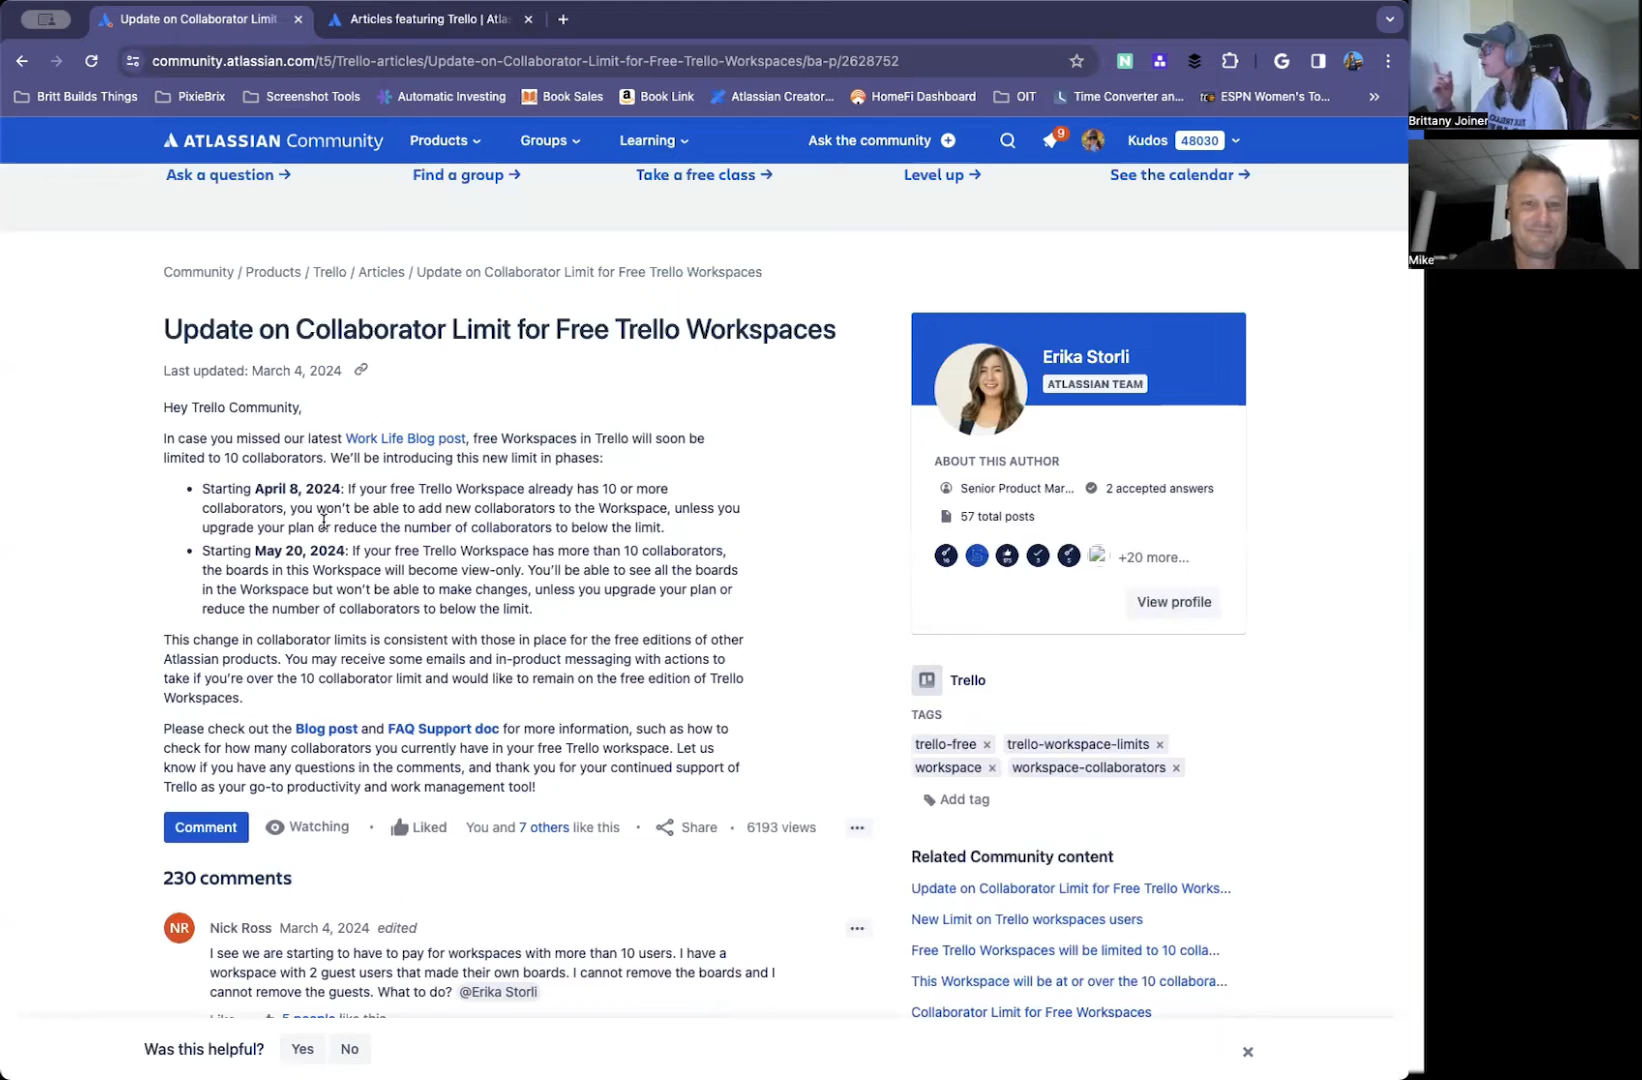 Update on Collaborator Limit
Articles featuring Trello | Atla
community.atlassian.com/t5/Trello-articles/Update-on-Collaborator-Limit-for-Free-Trello-Workspaces/ba-p/2628752
Britt Builds Things
PixieBrix
Screenshot Tools
Automatic Investing
Book Sales
Book Link
Atlassian Creator...
HomeFi Dashboard
OIT
Time Converter an...
ESPN Women's To...
Brittany Joiner
Mike
ATLASSIAN Community
Products
Groups
Learning
Ask the community
9
Kudos 48030
Ask a question →
Find a group →
Take a free class →
Level up →
See the calendar →
Community / Products / Trello / Articles / Update on Collaborator Limit for Free Trello Workspaces
Update on Collaborator Limit for Free Trello Workspaces
Last updated: March 4, 2024
Hey Trello Community,
In case you missed our latest Work Life Blog post, free Workspaces in Trello will soon be
limited to 10 collaborators. We'll be introducing this new limit in phases:
• Starting April 8, 2024: If your free Trello Workspace already has 10 or more
collaborators, you won't be able to add new collaborators to the Workspace, unless you
upgrade your plan or reduce the number of collaborators to below the limit.
• Starting May 20, 2024: If your free Trello Workspace has more than 10 collaborators,
the boards in this Workspace will become view-only. You'll be able to see all the boards
in the Workspace but won't be able to make changes, unless you upgrade your plan or
reduce the number of collaborators to below the limit.
This change in collaborator limits is consistent with those in place for the free editions of other
Atlassian products. You may receive some emails and in-product messaging with actions to
take if you're over the 10 collaborator limit and would like to remain on the free edition of Trello
Workspaces.
Please check out the Blog post and FAQ Support doc for more information, such as how to
check for how many collaborators you currently have in your free Trello workspace. Let us
know if you have any questions in the comments, and thank you for your continued support of
Trello as your go-to productivity and work management tool!
Comment
Watching
•
Liked
You and 7 others like this
•
Share
•
6193 views
230 comments
NR
Nick Ross March 4, 2024 edited
I see we are starting to have to pay for workspaces with more than 10 users. I have a
workspace with 2 guest users that made their own boards. I cannot remove the boards and I
cannot remove the guests. What to do? @Erika Storli
Like
5 people like this
Erika Storli
ATLASSIAN TEAM
ABOUT THIS AUTHOR
Senior Product Mar...
2 accepted answers
57 total posts
+20 more...
View profile
Trello
TAGS
trello-free ×
trello-workspace-limits ×
workspace ×
workspace-collaborators ×
Add tag
Related Community content
Update on Collaborator Limit for Free Trello Works...
New Limit on Trello workspaces users
Free Trello Workspaces will be limited to 10 colla...
This Workspace will be at or over the 10 collabora...
Collaborator Limit for Free Workspaces
Was this helpful?
Yes
No